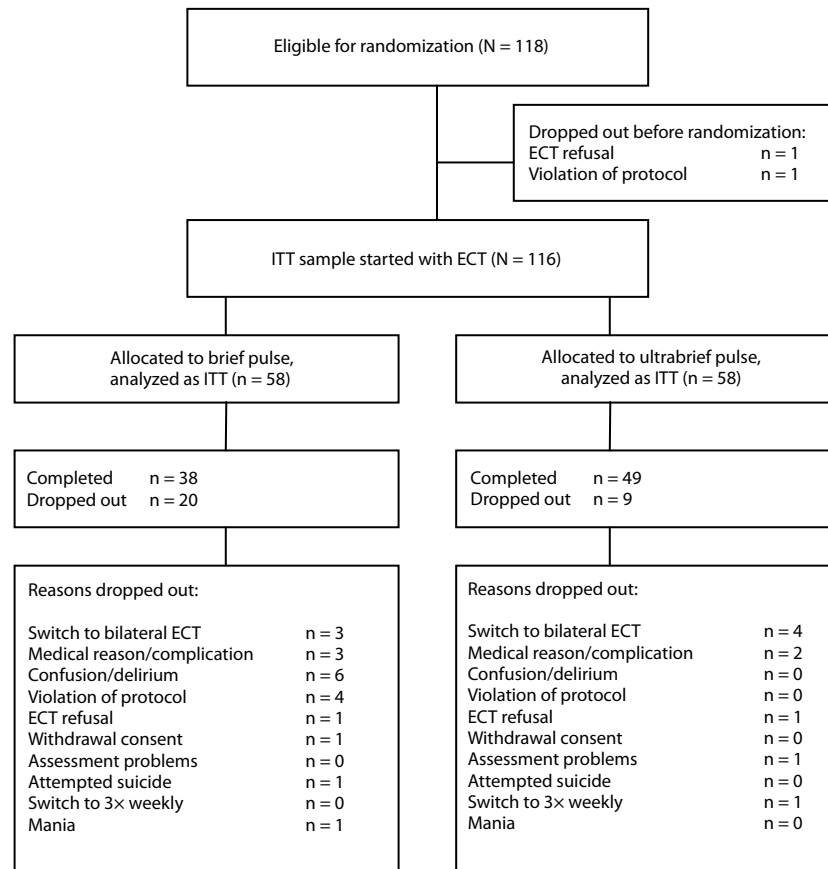 Eligible for randomization (N = 118)
Dropped out before randomization:
ECT refusal n = 1
Violation of protocol n = 1
ITT sample started with ECT (N = 116)
Allocated to brief pulse,
analyzed as ITT (n = 58)
Allocated to ultrabrief pulse,
analyzed as ITT (n = 58)
Completed n = 38
Dropped out n = 20
Completed n = 49
Dropped out n = 9
Reasons dropped out:
Switch to bilateral ECT n = 3
Medical reason/complication n = 3
Confusion/delirium n = 6
Violation of protocol n = 4
ECT refusal n = 1
Withdrawal consent n = 1
Assessment problems n = 0
Attempted suicide n = 1
Switch to 3× weekly n = 0
Mania n = 1
Reasons dropped out:
Switch to bilateral ECT n = 4
Medical reason/complication n = 2
Confusion/delirium n = 0
Violation of protocol n = 0
ECT refusal n = 1
Withdrawal consent n = 0
Assessment problems n = 1
Attempted suicide n = 0
Switch to 3× weekly n = 1
Mania n = 0